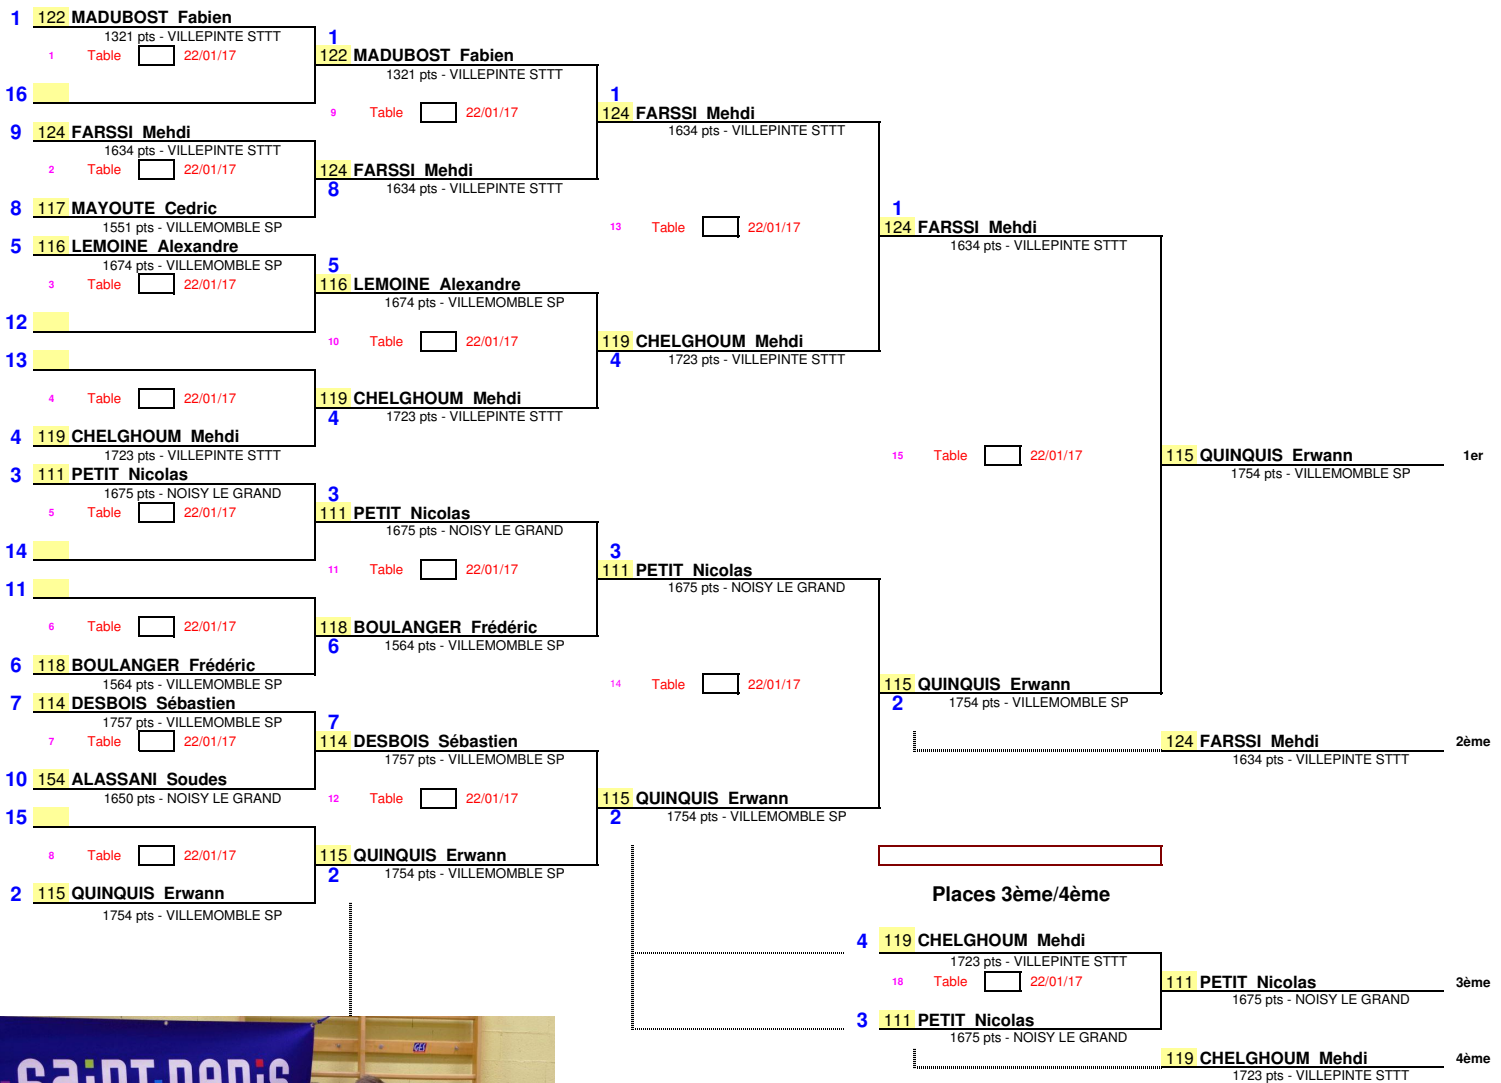 1 122 MADUBOST Fabien
1321 pts - VILLEPINTE STTT
1 Table 22/01/17
16
9 124 FARSSI Mehdi
1634 pts - VILLEPINTE STTT
2 Table 22/01/17
8 117 MAYOUTE Cedric
1551 pts - VILLEMOMBLE SP
5 116 LEMOINE Alexandre
1674 pts - VILLEMOMBLE SP
3 Table 22/01/17
12
13
4 Table 22/01/17
4 119 CHELGHOUM Mehdi
1723 pts - VILLEPINTE STTT
3 111 PETIT Nicolas
1675 pts - NOISY LE GRAND
5 Table 22/01/17
14
11
6 Table 22/01/17
6 118 BOULANGER Frédéric
1564 pts - VILLEMOMBLE SP
7 114 DESBOIS Sébastien
1757 pts - VILLEMOMBLE SP
7 Table 22/01/17
10 154 ALASSANI Soudes
1650 pts - NOISY LE GRAND
15
8 Table 22/01/17
2 115 QUINQUIS Erwann
1754 pts - VILLEMOMBLE SP
1
122 MADUBOST Fabien
1321 pts - VILLEPINTE STTT
9 Table 22/01/17
124 FARSSI Mehdi
8 1634 pts - VILLEPINTE STTT
5
116 LEMOINE Alexandre
1674 pts - VILLEMOMBLE SP
10 Table 22/01/17
119 CHELGHOUM Mehdi
4 1723 pts - VILLEPINTE STTT
3
111 PETIT Nicolas
1675 pts - NOISY LE GRAND
11 Table 22/01/17
118 BOULANGER Frédéric
6 1564 pts - VILLEMOMBLE SP
7
114 DESBOIS Sébastien
1757 pts - VILLEMOMBLE SP
12 Table 22/01/17
115 QUINQUIS Erwann
2 1754 pts - VILLEMOMBLE SP
1
124 FARSSI Mehdi
1634 pts - VILLEPINTE STTT
13 Table 22/01/17
119 CHELGHOUM Mehdi
4 1723 pts - VILLEPINTE STTT
3
111 PETIT Nicolas
1675 pts - NOISY LE GRAND
14 Table 22/01/17
115 QUINQUIS Erwann
2 1754 pts - VILLEMOMBLE SP
1
124 FARSSI Mehdi
1634 pts - VILLEPINTE STTT
15 Table 22/01/17
115 QUINQUIS Erwann
2 1754 pts - VILLEMOMBLE SP
115 QUINQUIS Erwann 1er
1754 pts - VILLEMOMBLE SP
124 FARSSI Mehdi 2ème
1634 pts - VILLEPINTE STTT
Places 3ème/4ème
4 119 CHELGHOUM Mehdi
1723 pts - VILLEPINTE STTT
18 Table 22/01/17
3 111 PETIT Nicolas
1675 pts - NOISY LE GRAND
111 PETIT Nicolas 3ème
1675 pts - NOISY LE GRAND
119 CHELGHOUM Mehdi 4ème
1723 pts - VILLEPINTE STTT
saint denis
GES